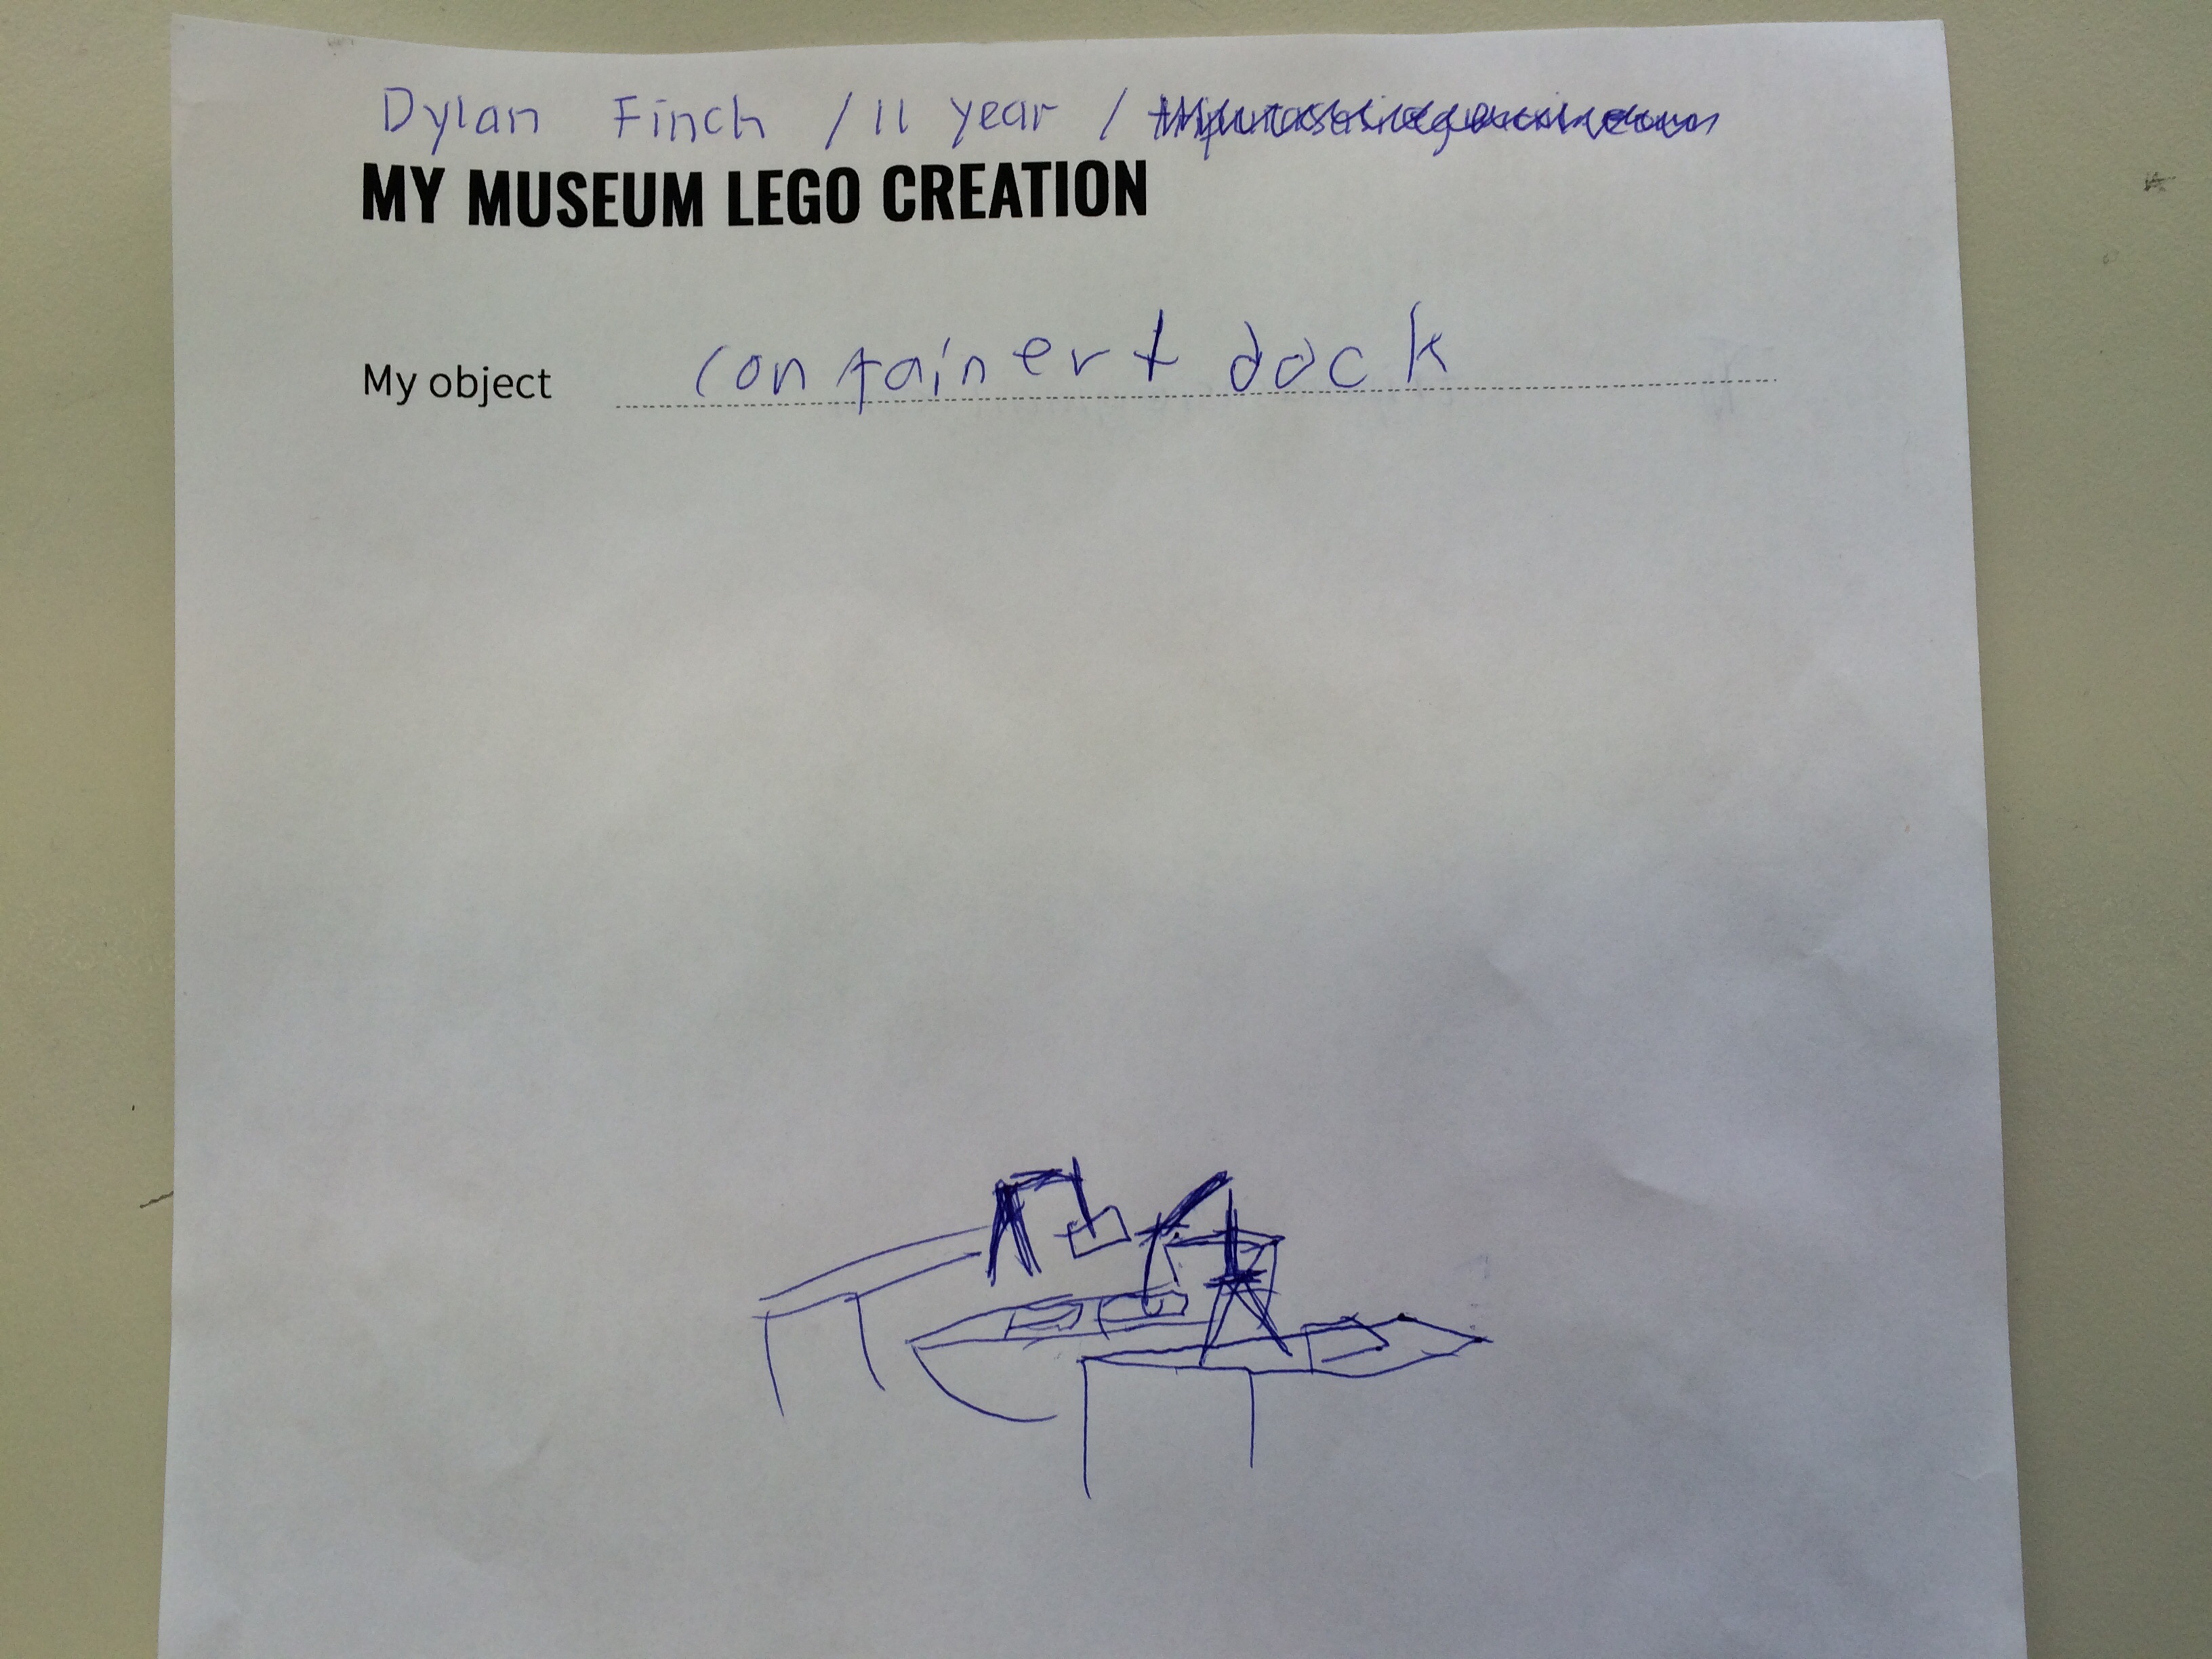 Dylan Finch / 11 year /
MY MUSEUM LEGO CREATION
My object containert dock